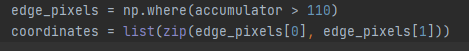 edge_pixels = np.where(accumulator > 110)
coordinates = list(zip(edge_pixels[0], edge_pixels[1]))